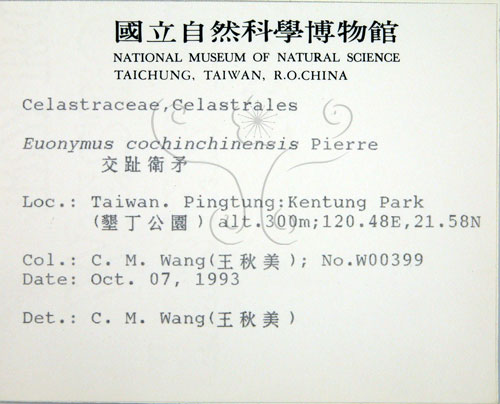 國立自然科學博物館
NATIONAL MUSEUM OF NATURAL SCIENCE
TAICHUNG, TAIWAN, R.O.CHINA
Celastraceae,Celastrales
Euonymus cochinchinensis Pierre
交趾衛矛
Loc.: Taiwan. Pingtung:Kentung Park
(墾丁公園) alt.300m;120.48E,21.58N
Col.: C. M. Wang(王秋美); No.W00399
Date: Oct. 07, 1993
Det.: C. M. Wang(王秋美)